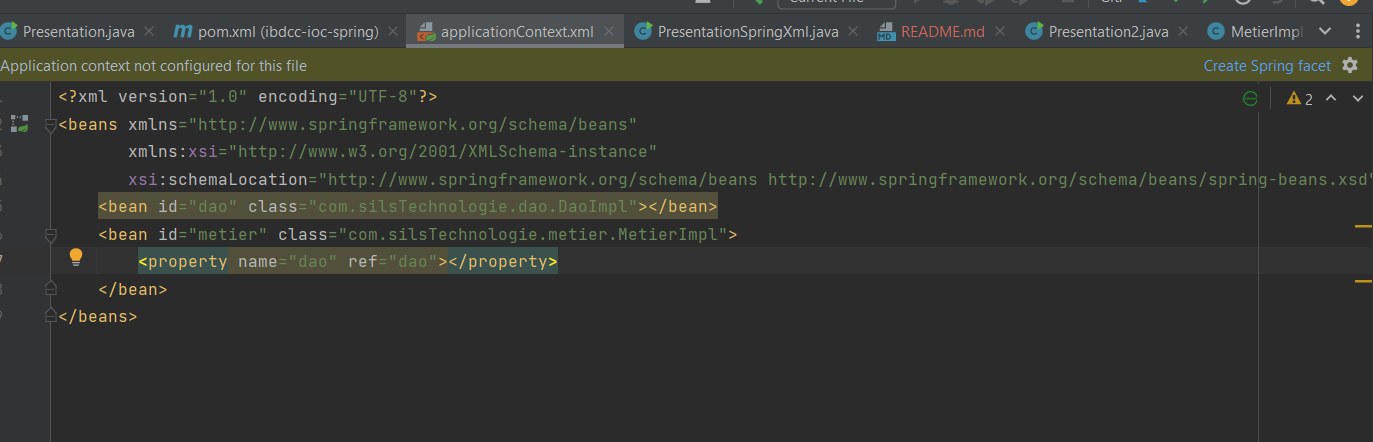 Current File
Presentation.java
pom.xml (ibdcc-ioc-spring)
applicationContext.xml
PresentationSpringXml.java
README.md
Presentation2.java
MetierImpl
Application context not configured for this file
Create Spring facet
2
<?xml version="1.0" encoding="UTF-8"?>
<beans xmlns="http://www.springframework.org/schema/beans"
xmlns:xsi="http://www.w3.org/2001/XMLSchema-instance"
xsi:schemaLocation="http://www.springframework.org/schema/beans http://www.springframework.org/schema/beans/spring-beans.xsd"
<bean id="dao" class="com.silsTechnologie.dao.DaoImpl"></bean>
<bean id="metier" class="com.silsTechnologie.metier.MetierImpl">
<property name="dao" ref="dao"></property>
</bean>
</beans>